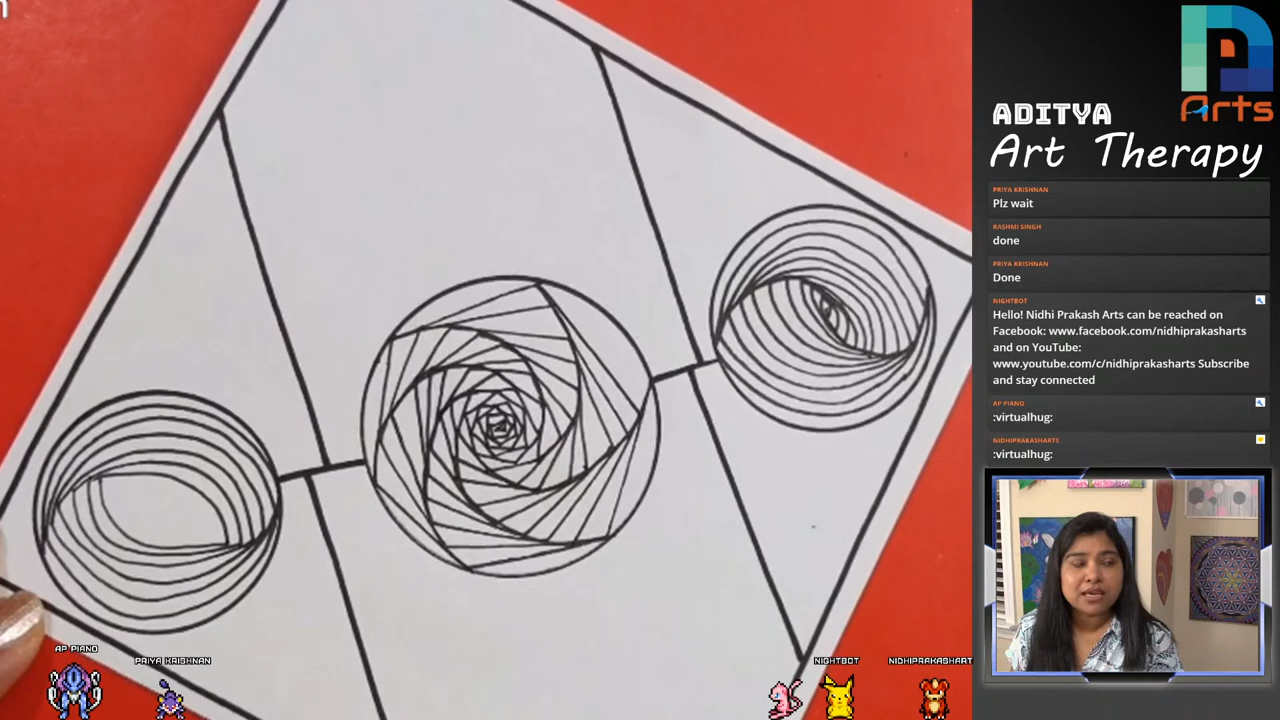 Arts
ADITYA
Art Therapy
PRIYA KRISHNAN
Plz wait
RASHMI SINGH
done
PRIYA KRISHNAN
Done
NIGHTBOT
Hello! Nidhi Prakash Arts can be reached on
Facebook: www.facebook.com/nidhiprakasharts
and on YouTube:
www.youtube.com/c/nidhiprakasharts Subscribe
and stay connected
AP PIANO
:virtualhug:
NIDHIPRAKASHARTS
:virtualhug:
AP PIANO
PRIYA KRISHNAN
NIGHTBOT
NIDHIPRAKASHART